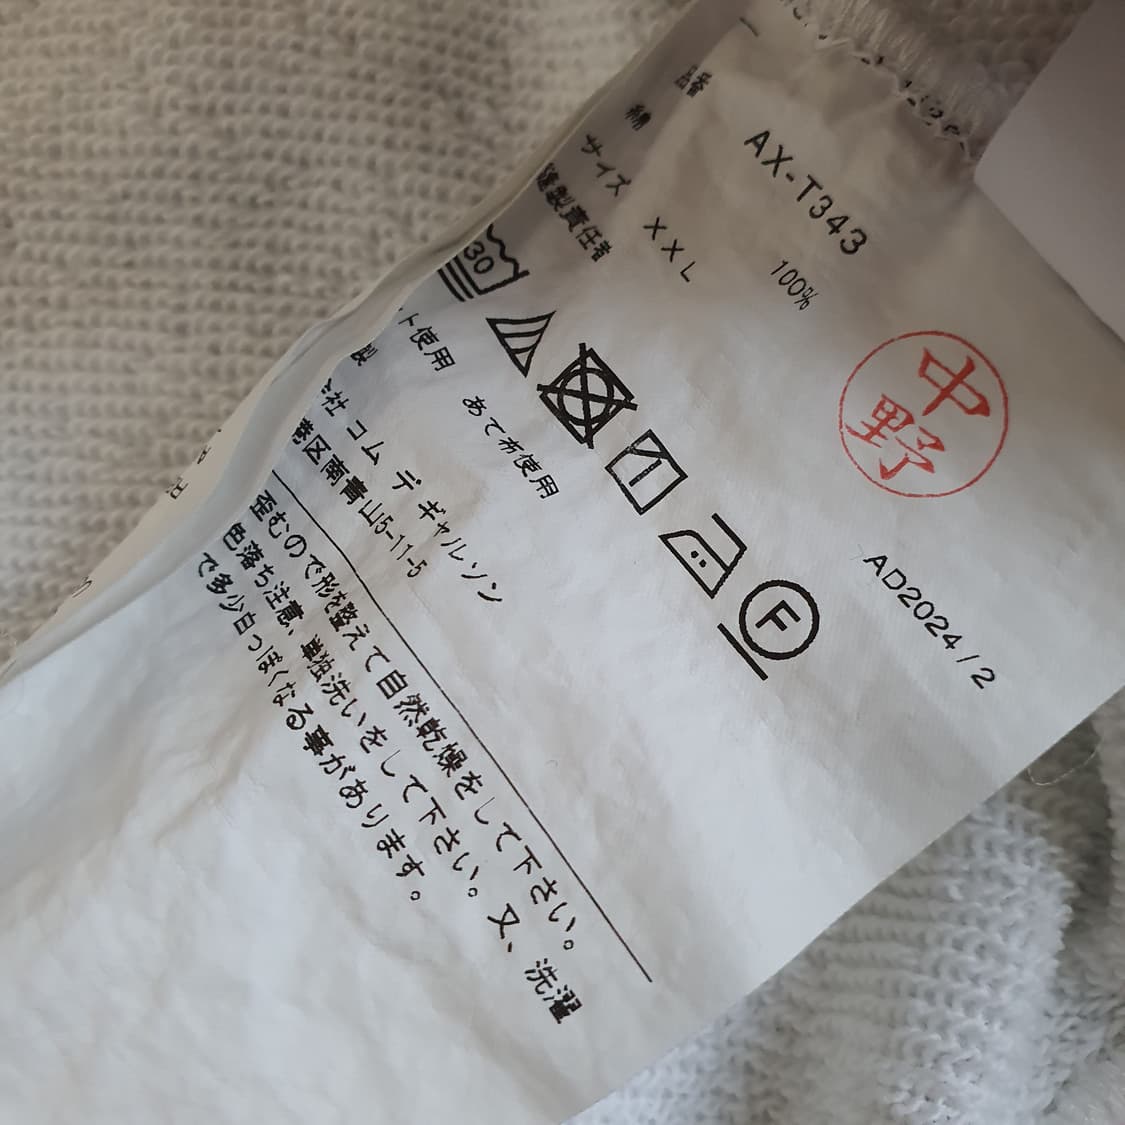 品番 AX-T343
綿 100%
サイズ XXL
縫製責任者 中野
AD2024/2
30
F
ト使用 あて布使用
製
社 コム デ ギャルソン
港区南青山5-11-5
歪むので形を整えて自然乾燥をして下さい。
色落ち注意、単独洗いをして下さい。又、洗濯
で多少白っぽくなる事があります。